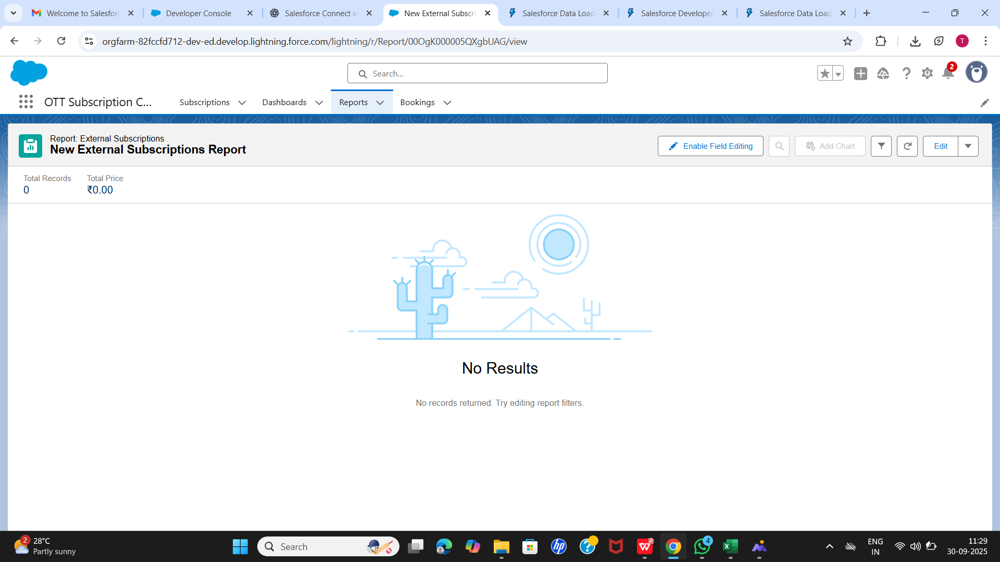 Welcome to Salesfor
Developer Console
Salesforce Connect o
New External Subscri
Salesforce Data Load
Salesforce Developer
Salesforce Data Load
orgfarm-82fccfd712-dev-ed.develop.lightning.force.com/lightning/r/Report/00OgK000005QXgbUAG/view
T
Search...
2
OTT Subscription C...
Subscriptions
Dashboards
Reports
Bookings
Report: External Subscriptions
New External Subscriptions Report
Enable Field Editing
Add Chart
Edit
Total Records
Total Price
0
₹0.00
No Results
No records returned. Try editing report filters.
2
28°C
Partly sunny
Search
hp
?
W
4
ENG
IN
11:29
30-09-2025